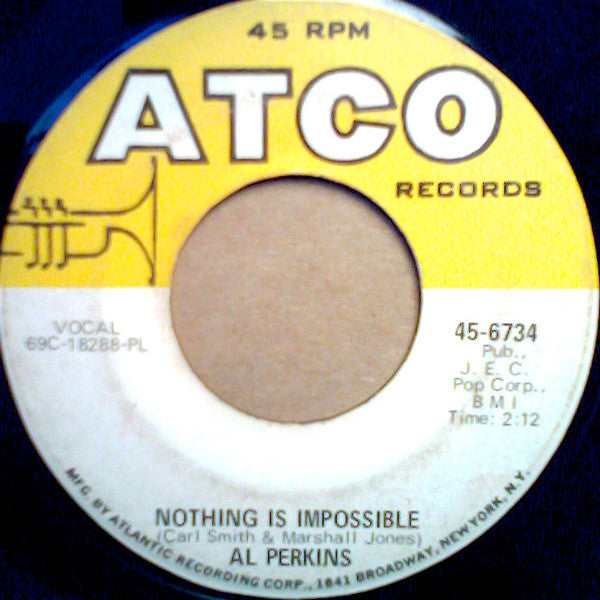 45 RPM
ATCO
RECORDS
VOCAL
69C-18288-PL
45-6734
Pub.,
J. E. C.
Pop Corp.,
B M I
Time: 2:12
NOTHING IS IMPOSSIBLE
(Carl Smith & Marshall Jones)
AL PERKINS
MFG. BY ATLANTIC RECORDING CORP., 1841 BROADWAY, NEW YORK, N.Y.